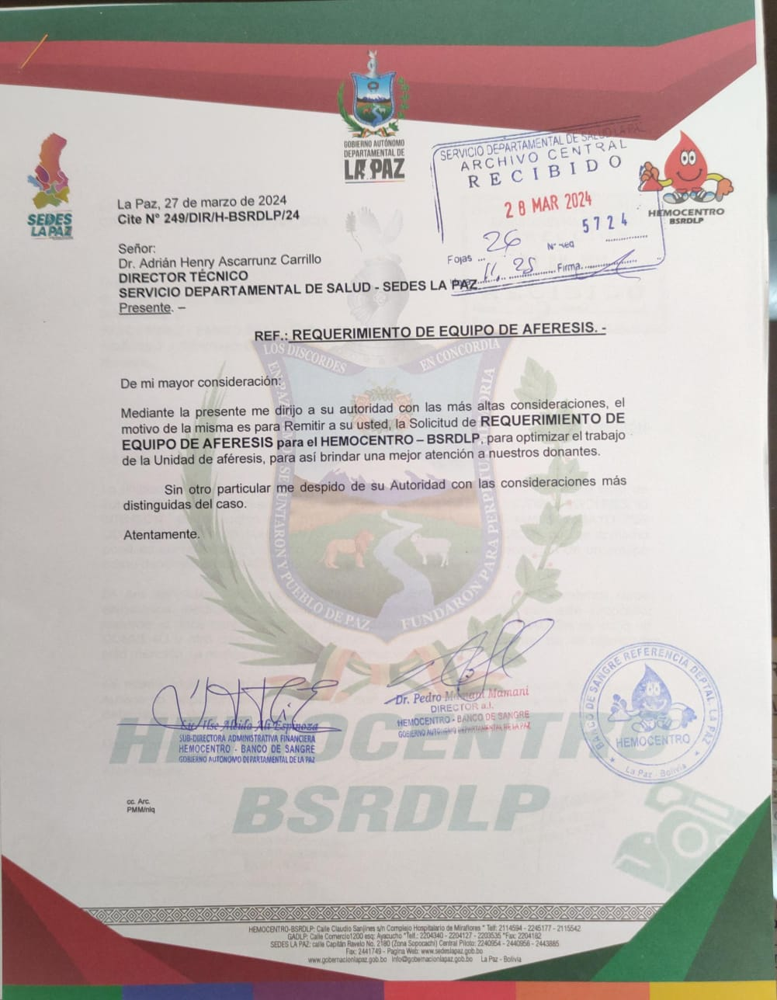 GOBIERNO AUTÓNOMO
DEPARTAMENTAL DE
LA PAZ
SEDES
LA PAZ
SERVICIO DEPARTAMENTAL DE SALUD LA PAZ
ARCHIVO CENTRAL
RECIBIDO
28 MAR 2024
5724
Fojas ... 26 N° reg
11:25 Firma
HEMOCENTRO
BSRDLP
La Paz, 27 de marzo de 2024
Cite N° 249/DIR/H-BSRDLP/24
Señor:
Dr. Adrián Henry Ascarrunz Carrillo
DIRECTOR TÉCNICO
SERVICIO DEPARTAMENTAL DE SALUD - SEDES LA PAZ
Presente. –
REF.: REQUERIMIENTO DE EQUIPO DE AFERESIS. -
LOS DISCORDES EN CONCORDIA
De mi mayor consideración:
Mediante la presente me dirijo a su autoridad con las más altas consideraciones, el
motivo de la misma es para Remitir a su usted, la Solicitud de REQUERIMIENTO DE
EQUIPO DE AFERESIS para el HEMOCENTRO – BSRDLP, para optimizar el trabajo
de la Unidad de aféresis, para así brindar una mejor atención a nuestros donantes.
Sin otro particular me despido de su Autoridad con las consideraciones más
distinguidas del caso.
Atentamente.
PUEBLO DE PAZ FUNDARON PARA PERPETUA MEMORIA
Lic. Ilse Aleida Ali Espinoza
SUB-DIRECTORA ADMINISTRATIVA FINANCIERA
HEMOCENTRO - BANCO DE SANGRE
GOBIERNO AUTONOMO DEPARTAMENTAL DE LA PAZ
Dr. Pedro Mamani Mamani
DIRECTOR a.i.
HEMOCENTRO - BANCO DE SANGRE
GOBIERNO AUTONOMO DEPARTAMENTAL DE LA PAZ
BANCO DE SANGRE REFERENCIA DEPTAL. LA PAZ
HEMOCENTRO
La Paz - Bolivia
HEMOCENTRO
BSRDLP
cc. Arc.
PMM/nlq
HEMOCENTRO-BSRDLP: Calle Claudio Sanjines s/n Complejo Hospitalario de Miraflores * Telf: 2114594 - 2245177 - 2115542
GADLP: Calle Comercio1200 esq: Ayacucho *Telf.: 2204340 - 2204127 - 2203535 *Fax: 2204182
SEDES LA PAZ: calle Capitán Ravelo No. 2180 (Zona Sopocachi) Central Piloto: 2240954 - 2440956 - 2443885
Fax: 2441749 - Pagina Web: www.sedeslapaz.gob.bo
www.gobernacionlapaz.gob.bo Info@gobernacionlapaz.gob.bo La Paz - Bolivia